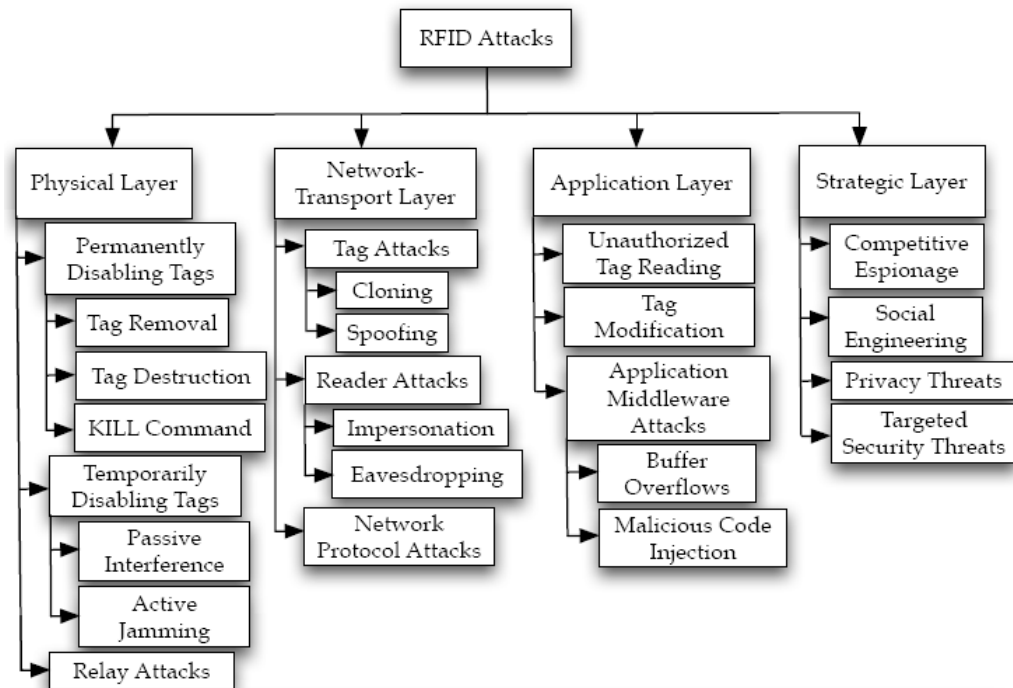 RFID Attacks
Physical Layer
Permanently
Disabling Tags
Tag Removal
Tag Destruction
KILL Command
Temporarily
Disabling Tags
Passive
Interference
Active
Jamming
Relay Attacks
Network-
Transport Layer
Tag Attacks
Cloning
Spoofing
Reader Attacks
Impersonation
Eavesdropping
Network
Protocol Attacks
Application Layer
Unauthorized
Tag Reading
Tag
Modification
Application
Middleware
Attacks
Buffer
Overflows
Malicious Code
Injection
Strategic Layer
Competitive
Espionage
Social
Engineering
Privacy Threats
Targeted
Security Threats